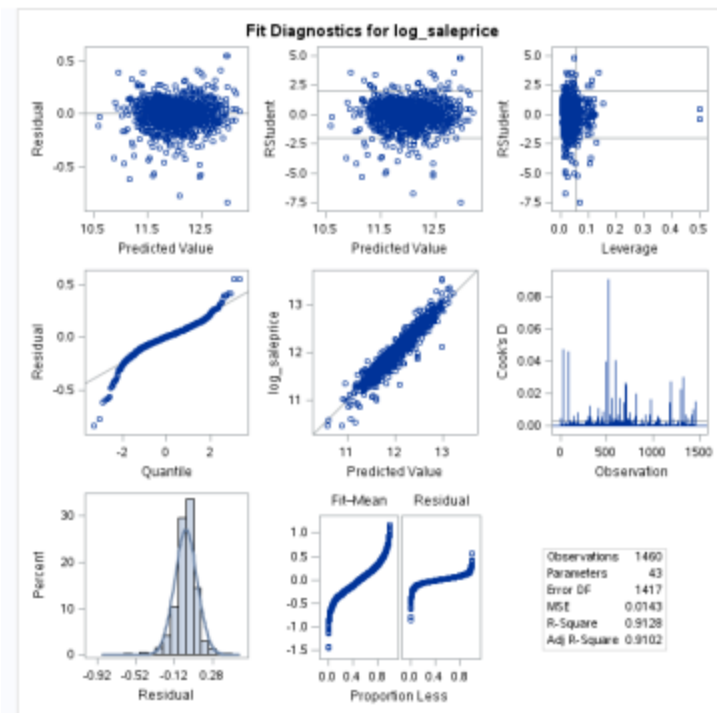 Fit Diagnostics for log_saleprice
0.5
0.0
-0.5
Residual
10.5 11.5 12.5
Predicted Value
5.0
2.5
0.0
-2.5
-5.0
-7.5
RStudent
10.5 11.5 12.5
Predicted Value
5.0
2.5
0.0
-2.5
-5.0
-7.5
RStudent
0.0 0.1 0.2 0.3 0.4 0.5
Leverage
0.5
0.0
-0.5
Residual
-2 0 2
Quantile
13
12
11
log_saleprice
11 12 13
Predicted Value
0.08
0.06
0.04
0.02
0.00
Cook's D
0 500 1000 1500
Observation
30
20
10
0
Percent
-0.92 -0.52 -0.12 0.28
Residual
Fit–Mean Residual
1.0
0.5
0.0
-0.5
-1.0
-1.5
0.0 0.4 0.8 0.0 0.4 0.8
Proportion Less
Observations 1460
Parameters 43
Error DF 1417
MSE 0.0143
R-Square 0.9128
Adj R-Square 0.9102